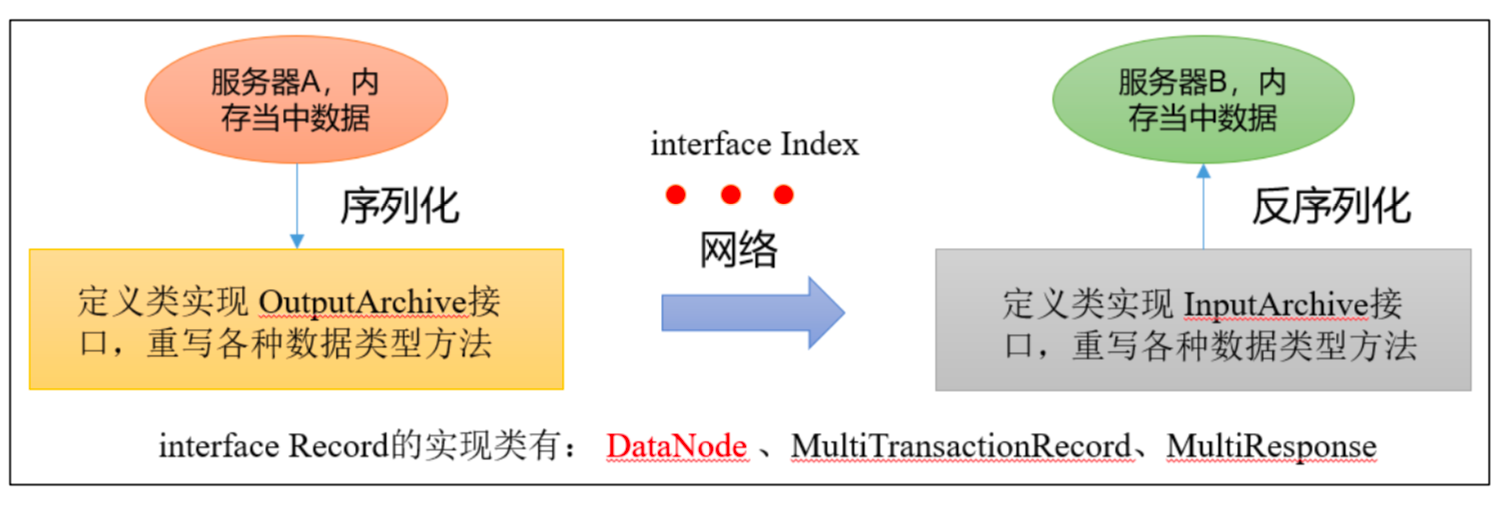 服务器A，内
存当中数据
服务器B，内
存当中数据
interface Index
序列化
反序列化
网络
定义类实现 OutputArchive接
口，重写各种数据类型方法
定义类实现 InputArchive接
口，重写各种数据类型方法
interface Record的实现类有： DataNode 、MultiTransactionRecord、MultiResponse